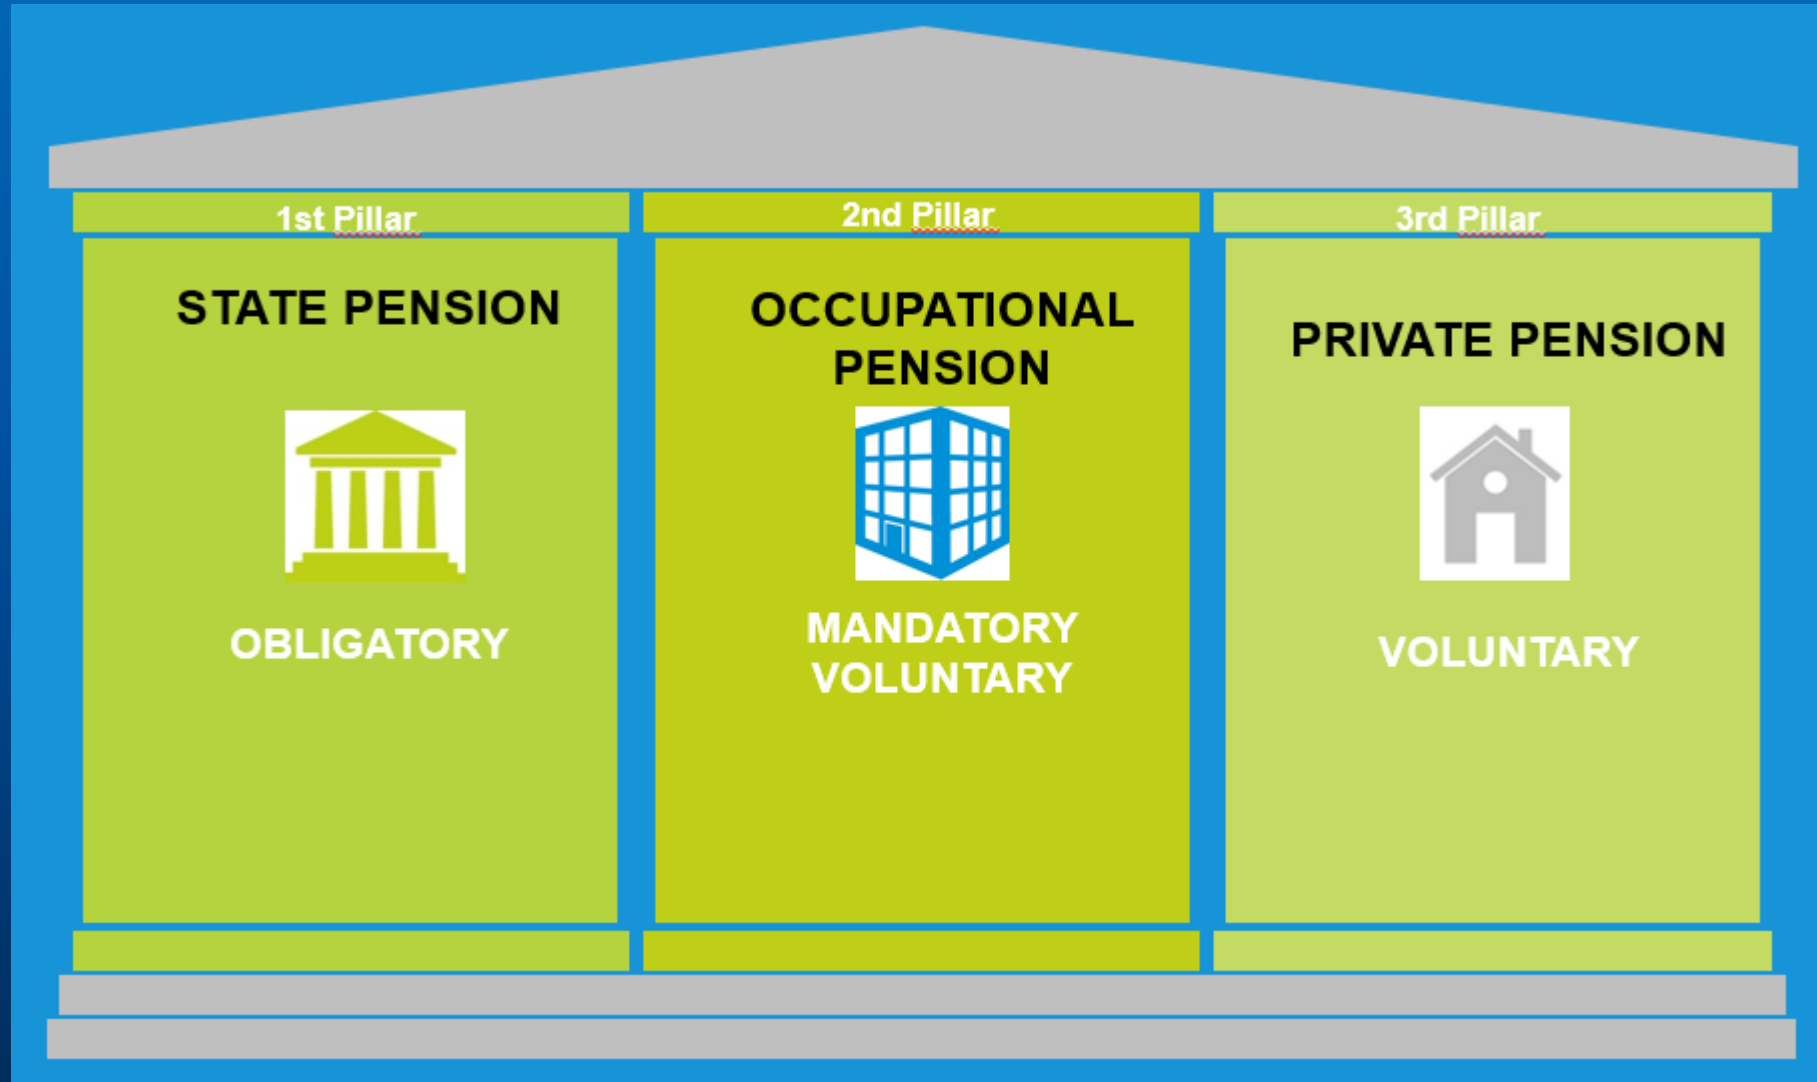 1st Pillar
STATE PENSION
OBLIGATORY
2nd Pillar
OCCUPATIONAL
PENSION
MANDATORY
VOLUNTARY
3rd Pillar
PRIVATE PENSION
VOLUNTARY